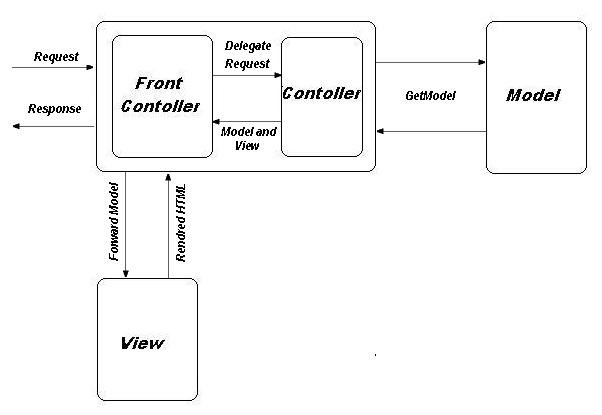 Request
Response
Front
Contoller
Delegate
Request
Model and
View
Contoller
GetModel
Model
Forward Model
Rendred HTML
View